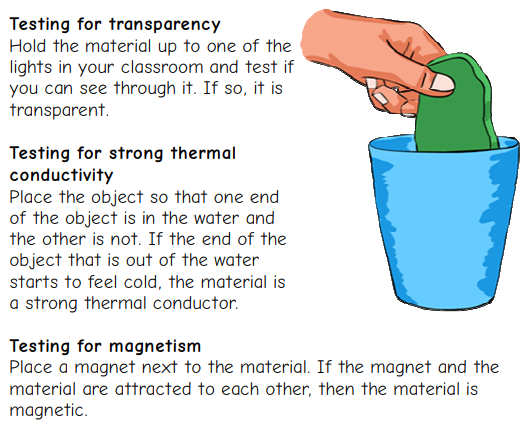 Testing for transparency
Hold the material up to one of the
lights in your classroom and test if
you can see through it. If so, it is
transparent.
Testing for strong thermal
conductivity
Place the object so that one end
of the object is in the water and
the other is not. If the end of the
object that is out of the water
starts to feel cold, the material is
a strong thermal conductor.
Testing for magnetism
Place a magnet next to the material. If the magnet and the
material are attracted to each other, then the material is
magnetic.